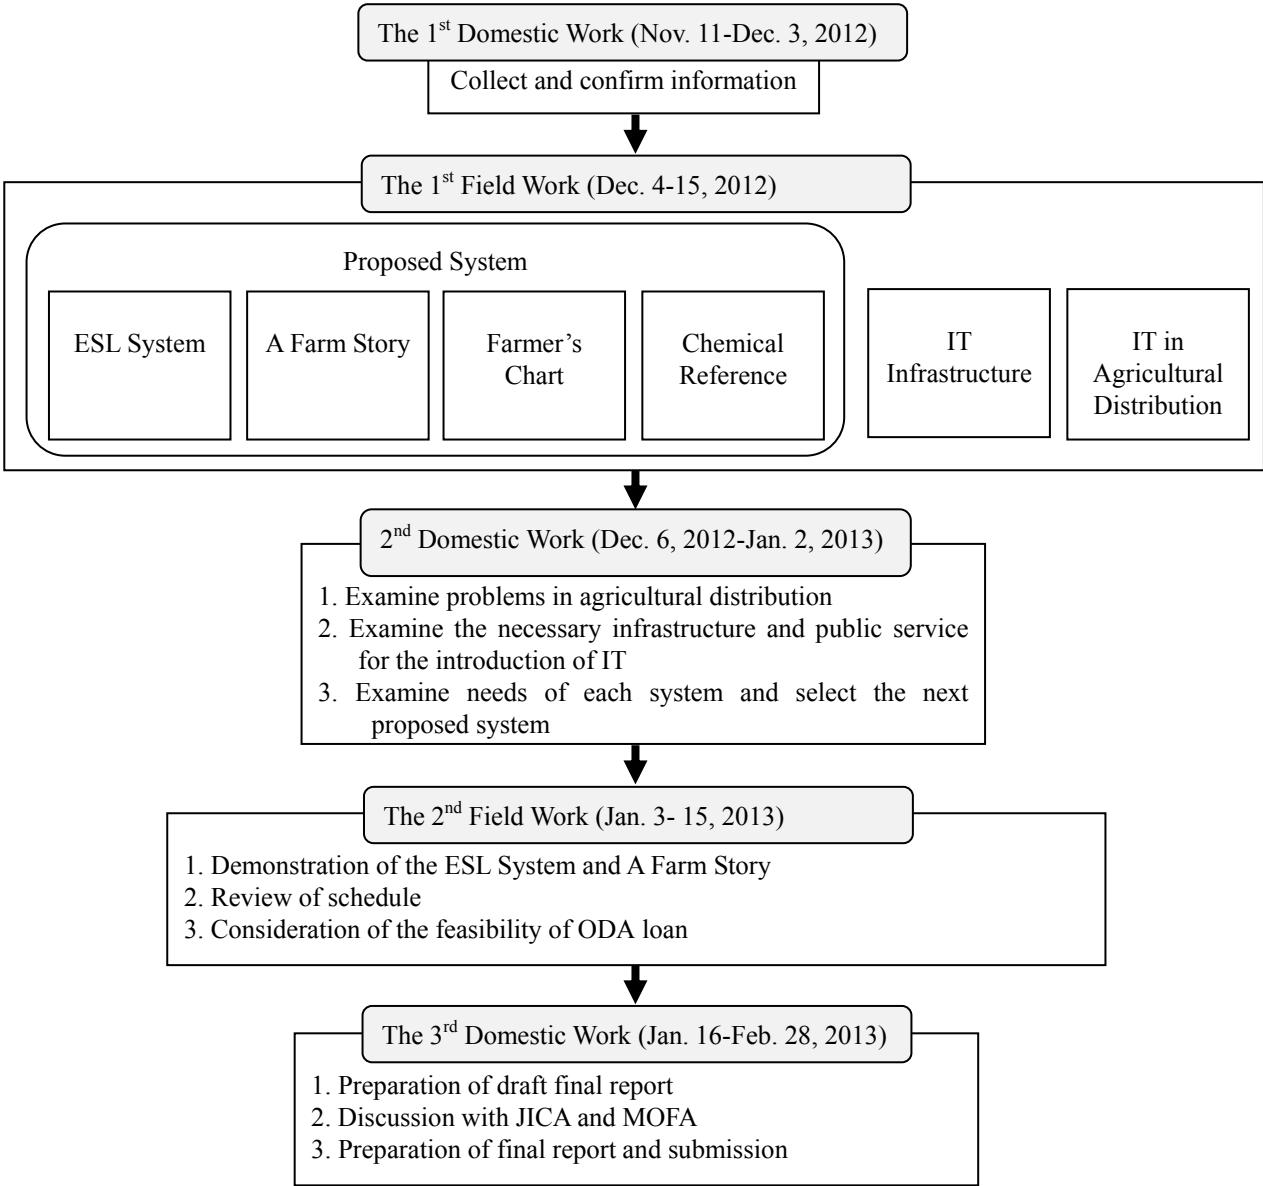 The 1st Domestic Work (Nov. 11-Dec. 3, 2012)
Collect and confirm information
The 1st Field Work (Dec. 4-15, 2012)
Proposed System
ESL System
A Farm Story
Farmer’s
Chart
Chemical
Reference
IT
Infrastructure
IT in
Agricultural
Distribution
2nd Domestic Work (Dec. 6, 2012-Jan. 2, 2013)
1. Examine problems in agricultural distribution
2. Examine the necessary infrastructure and public service
for the introduction of IT
3. Examine needs of each system and select the next
proposed system
The 2nd Field Work (Jan. 3- 15, 2013)
1. Demonstration of the ESL System and A Farm Story
2. Review of schedule
3. Consideration of the feasibility of ODA loan
The 3rd Domestic Work (Jan. 16-Feb. 28, 2013)
1. Preparation of draft final report
2. Discussion with JICA and MOFA
3. Preparation of final report and submission